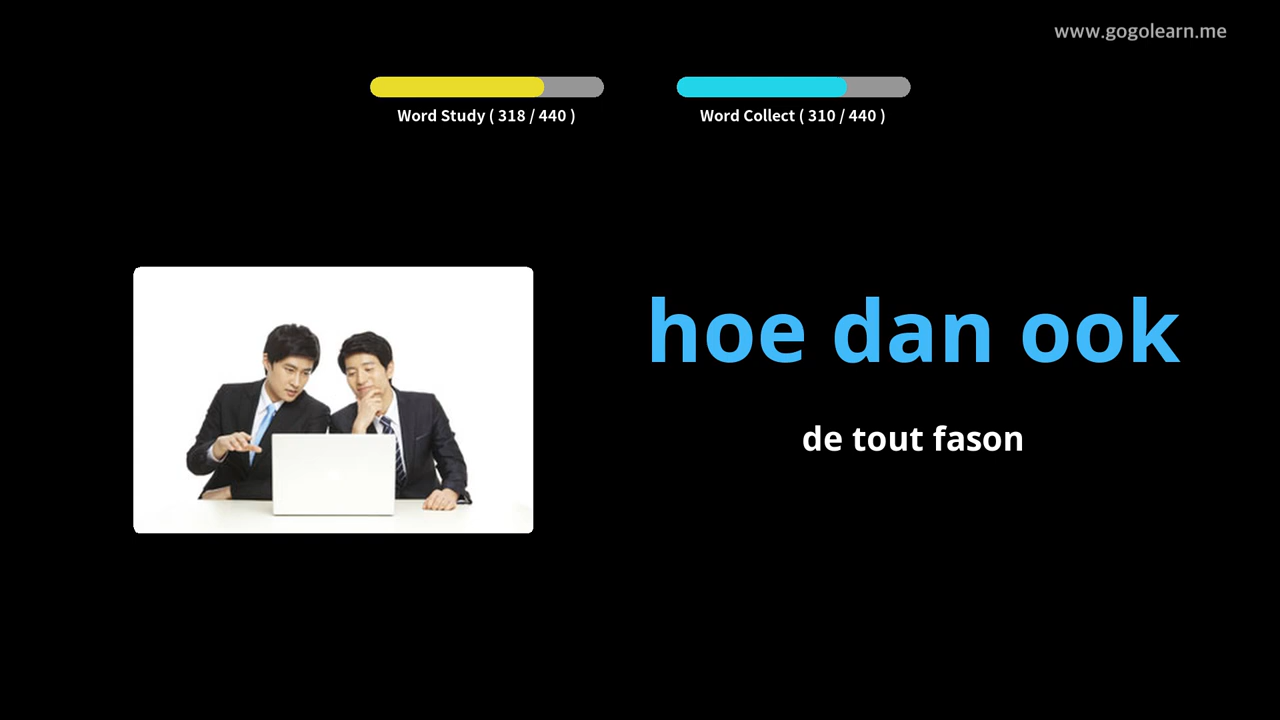 www.gogolearn.me
Word Study ( 318 / 440 )
Word Collect ( 310 / 440 )
hoe dan ook
de tout fason